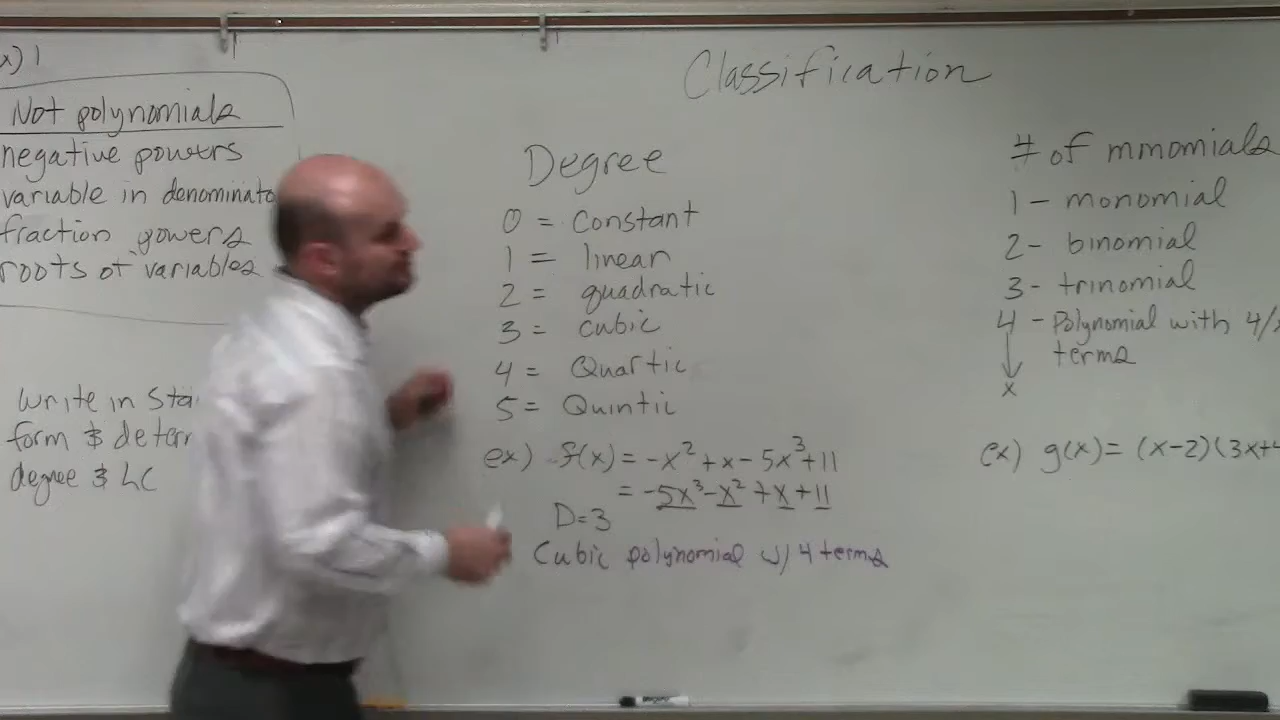 x) 1
Not polynomials
negative powers
variable in denominato
fraction powers
roots of variables
Write in Sta
form & determ
degree & LC
Classification
Degree
0 = Constant
1 = linear
2 = quadratic
3 = cubic
4 = Quartic
5 = Quintic
ex) f(x) = -x² + x - 5x³ + 11
= -5x³ - x² + x + 11
D=3
Cubic polynomial w/ 4 terms
# of mnomials
1 - monomial
2 - binomial
3 - trinomial
4 - Polynomial with 4/
↓ terms
x
ex) g(x) = (x-2)(3x+4